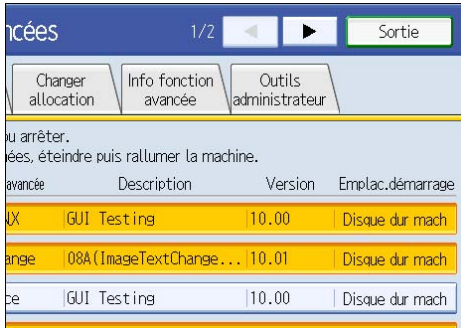 ncées 1/2 Sortie
Changer allocation
Info fonction avancée
Outils administrateur
ou arrêter.
ées, éteindre puis rallumer la machine.
avancée Description Version Emplac.démarrage
NX GUI Testing 10.00 Disque dur mach
ange 08A(ImageTextChange... 10.01 Disque dur mach
ce GUI Testing 10.00 Disque dur mach